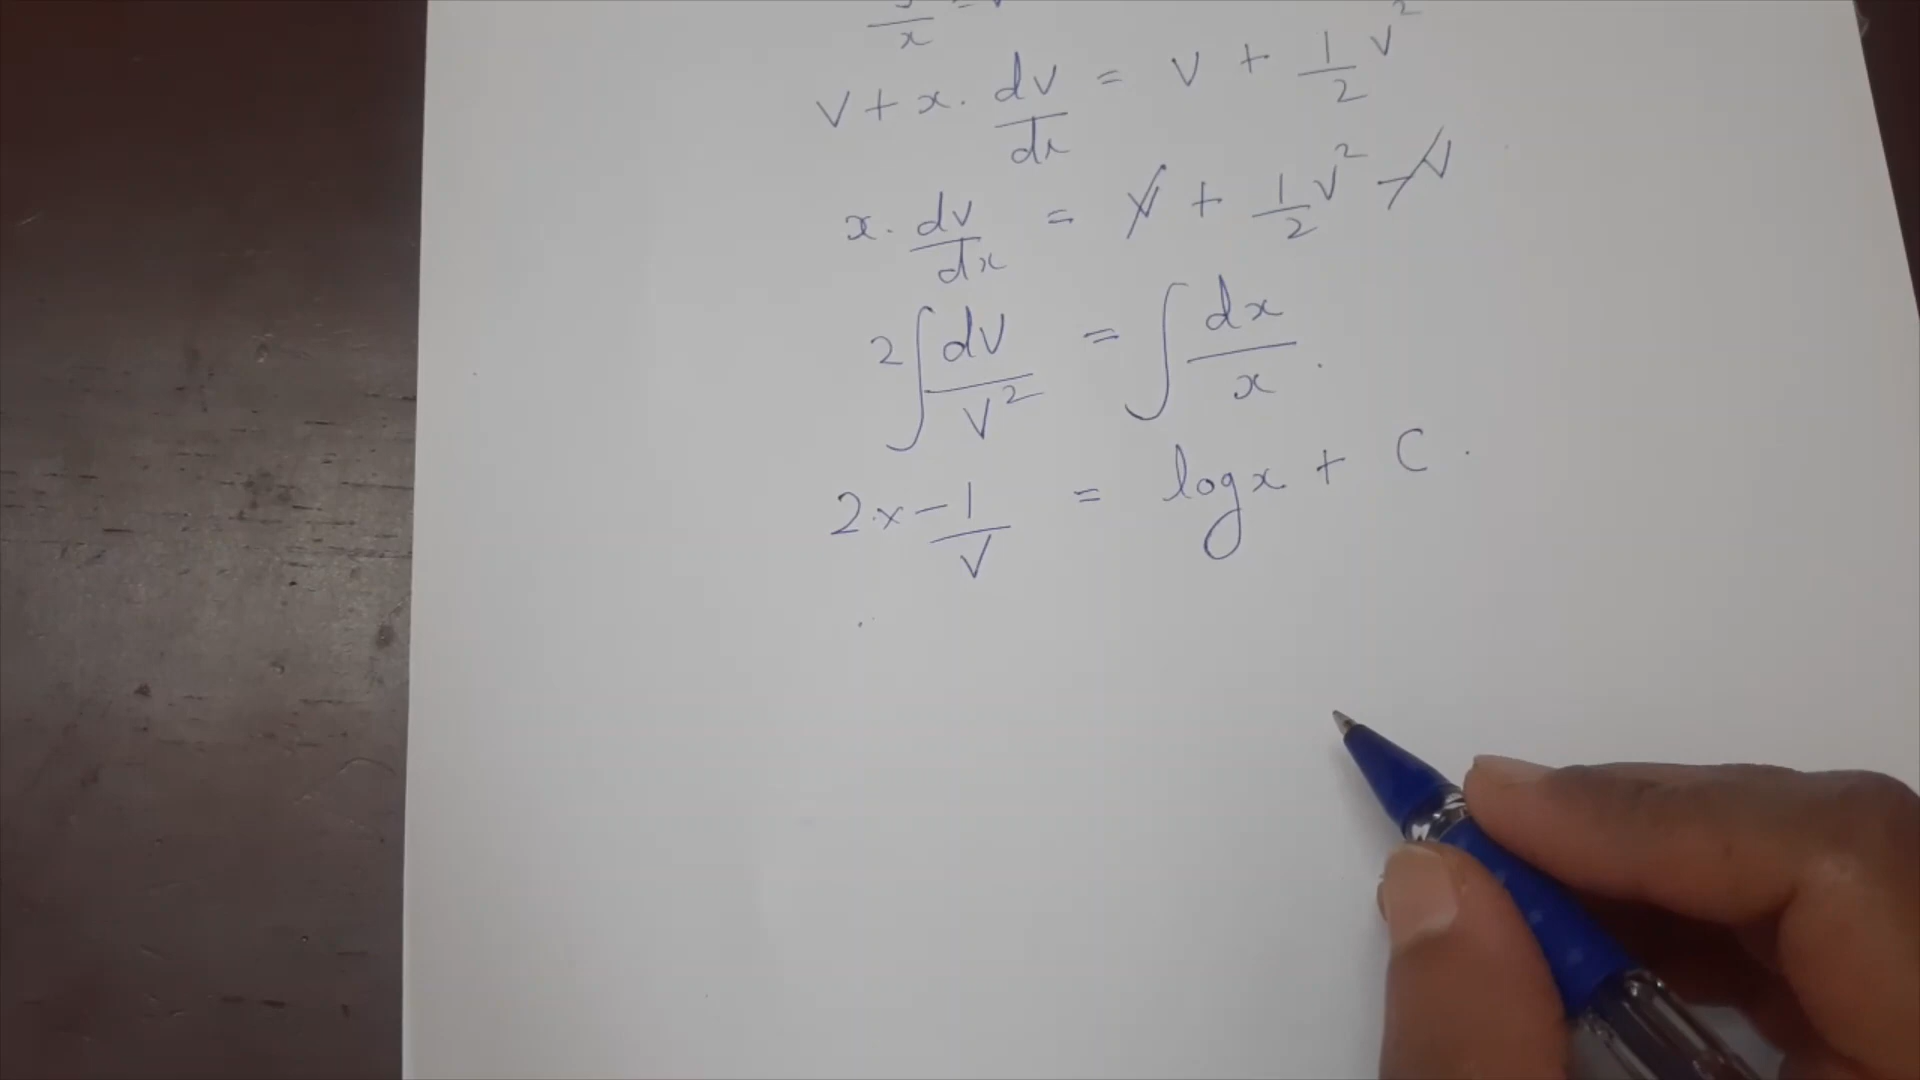 y/x = v
v + x. dv/dx = v + 1/2 v²
x. dv/dx = v + 1/2 v² - v
2 ∫ dv/v² = ∫ dx/x.
2 x -1/v = log x + C.